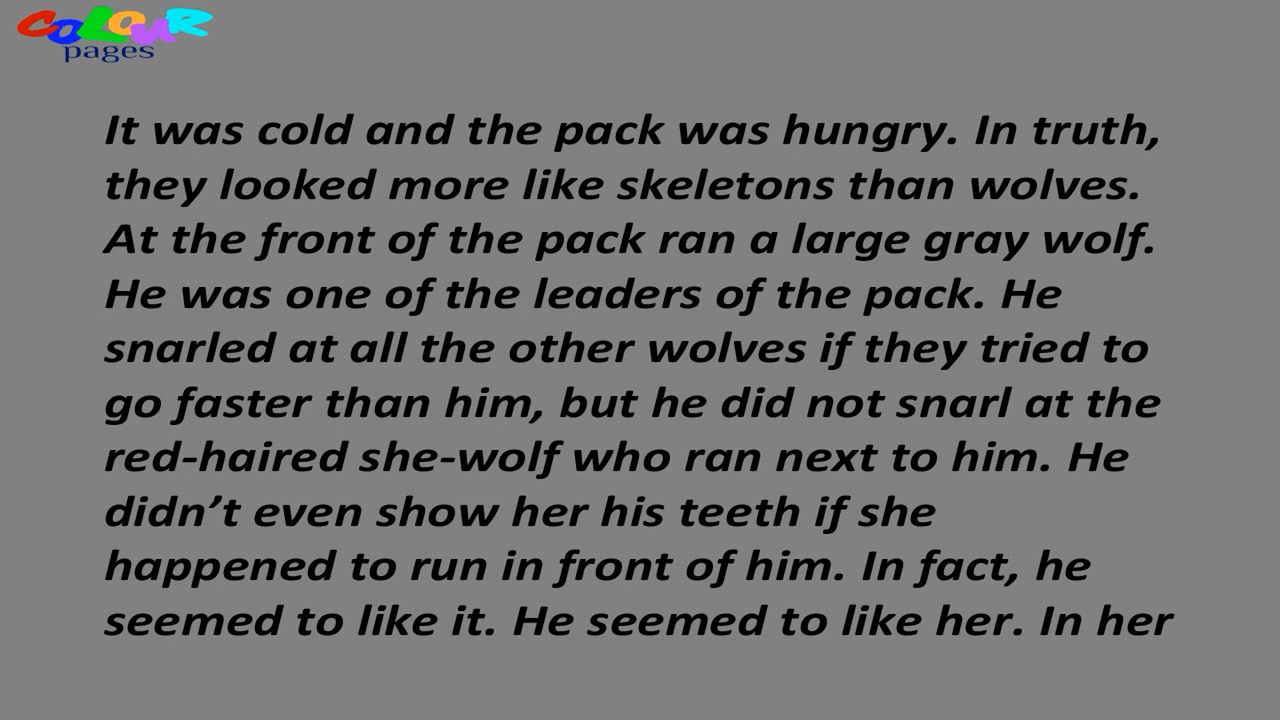 COLOUR
pages
It was cold and the pack was hungry. In truth,
they looked more like skeletons than wolves.
At the front of the pack ran a large gray wolf.
He was one of the leaders of the pack. He
snarled at all the other wolves if they tried to
go faster than him, but he did not snarl at the
red-haired she-wolf who ran next to him. He
didn’t even show her his teeth if she
happened to run in front of him. In fact, he
seemed to like it. He seemed to like her. In her